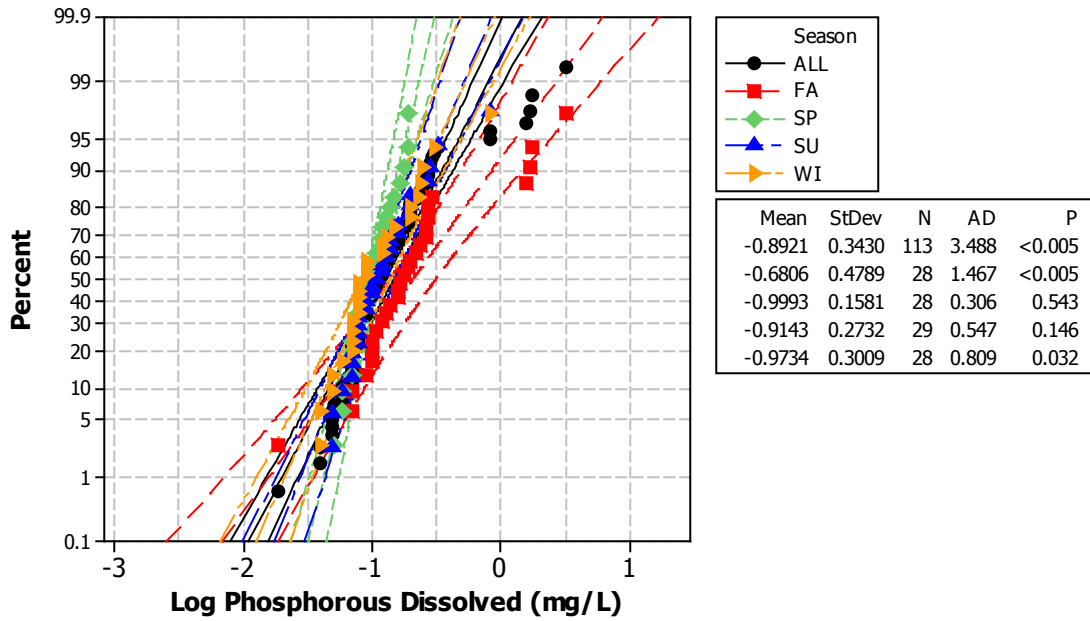 99.9
99
95
90
80
70
60
50
40
30
20
10
5
1
0.1
Percent
-3
-2
-1
0
1
Log Phosphorous Dissolved (mg/L)
Season
ALL
FA
SP
SU
WI
Mean StDev N AD P
-0.8921 0.3430 113 3.488 <0.005
-0.6806 0.4789 28 1.467 <0.005
-0.9993 0.1581 28 0.306 0.543
-0.9143 0.2732 29 0.547 0.146
-0.9734 0.3009 28 0.809 0.032